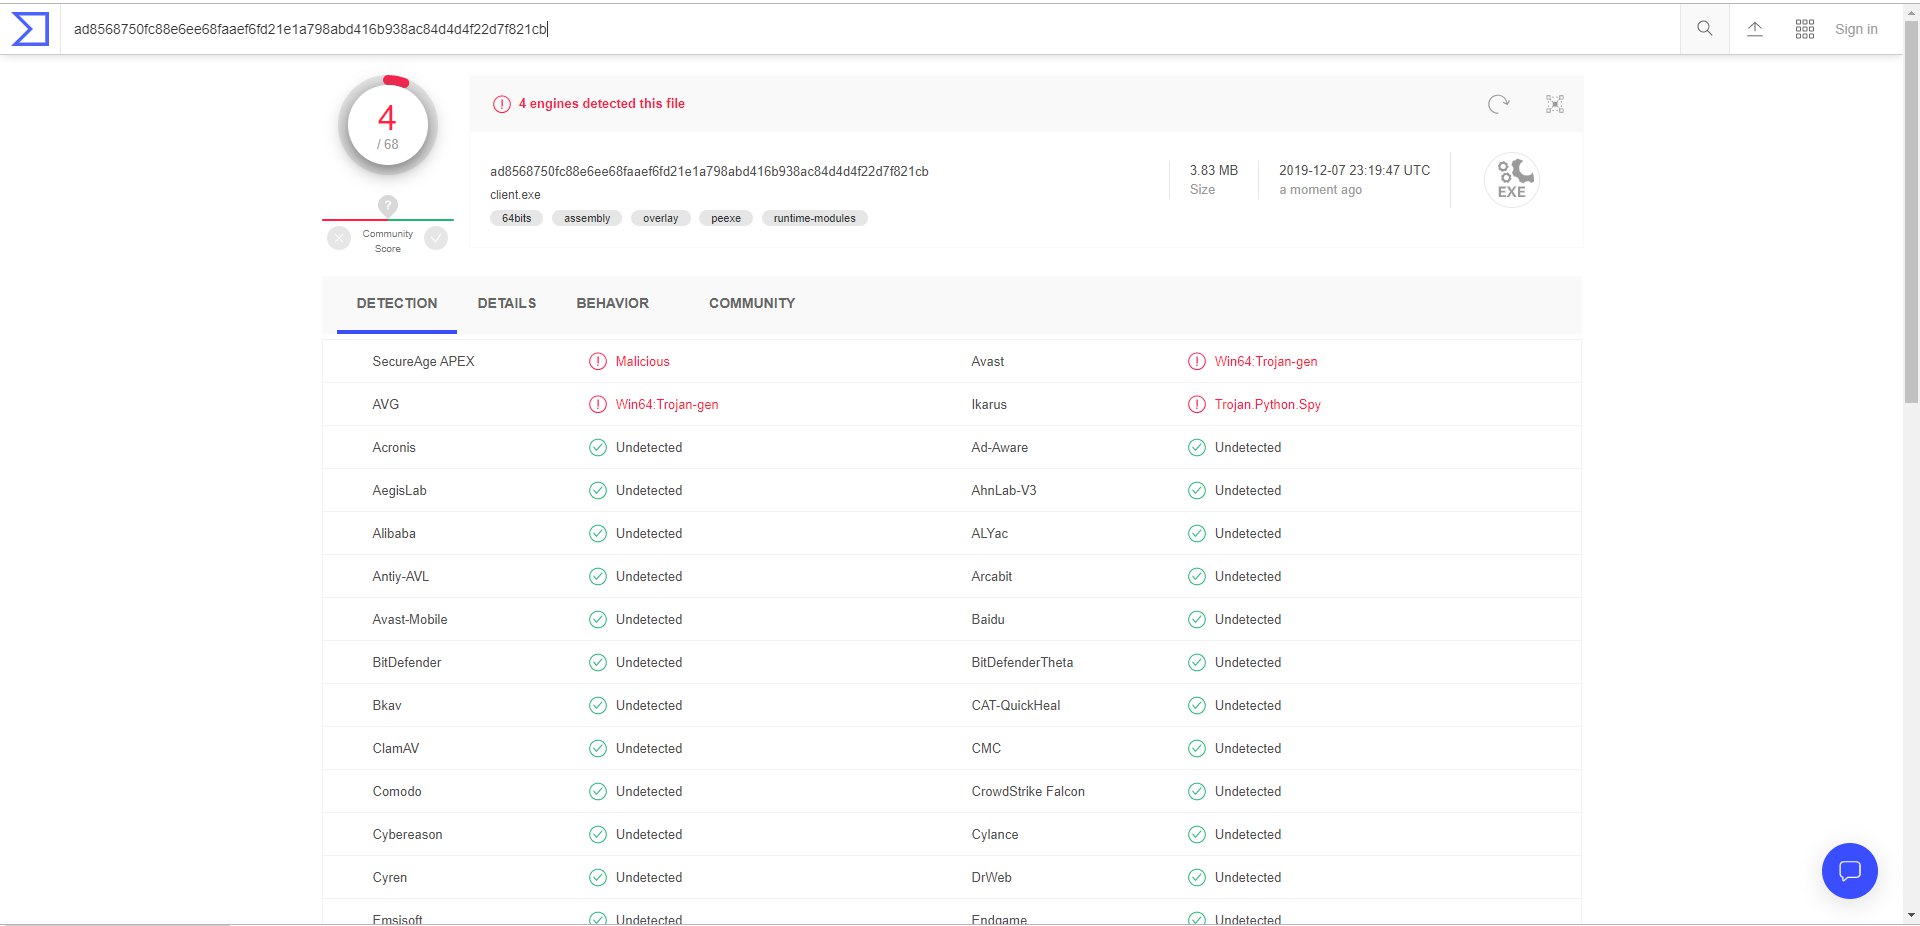 ad8568750fc88e6ee68faaef6fd21e1a798abd416b938ac84d4d4f22d7f821cb
Sign in
4
/ 68
4 engines detected this file
ad8568750fc88e6ee68faaef6fd21e1a798abd416b938ac84d4d4f22d7f821cb
client.exe
64bits assembly overlay peexe runtime-modules
3.83 MB
Size
2019-12-07 23:19:47 UTC
a moment ago
EXE
?
Community
Score
DETECTION DETAILS BEHAVIOR COMMUNITY
SecureAge APEX Malicious Avast Win64:Trojan-gen
AVG Win64:Trojan-gen Ikarus Trojan.Python.Spy
Acronis Undetected Ad-Aware Undetected
AegisLab Undetected AhnLab-V3 Undetected
Alibaba Undetected ALYac Undetected
Antiy-AVL Undetected Arcabit Undetected
Avast-Mobile Undetected Baidu Undetected
BitDefender Undetected BitDefenderTheta Undetected
Bkav Undetected CAT-QuickHeal Undetected
ClamAV Undetected CMC Undetected
Comodo Undetected CrowdStrike Falcon Undetected
Cybereason Undetected Cylance Undetected
Cyren Undetected DrWeb Undetected
Emsisoft Undetected Endgame Undetected